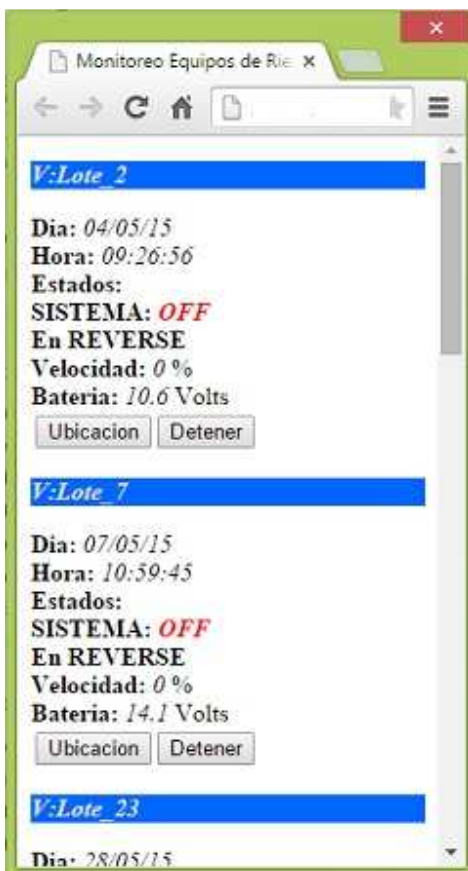 Monitoreo Equipos de Rie
V:Lote_2
Dia: 04/05/15
Hora: 09:26:56
Estados:
SISTEMA: OFF
En REVERSE
Velocidad: 0 %
Bateria: 10.6 Volts
Ubicacion Detener
V:Lote_7
Dia: 07/05/15
Hora: 10:59:45
Estados:
SISTEMA: OFF
En REVERSE
Velocidad: 0 %
Bateria: 14.1 Volts
Ubicacion Detener
V:Lote_23
Dia: 28/05/15